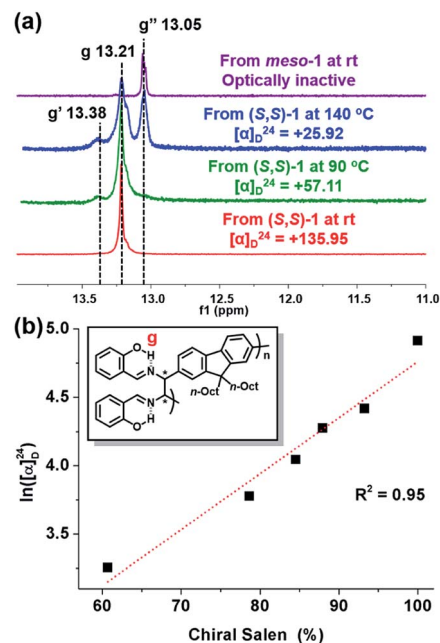 (a)
g'' 13.05
g 13.21
g' 13.38
From meso-1 at rt
Optically inactive
From (S,S)-1 at 140 °C
[α]D24 = +25.92
From (S,S)-1 at 90 °C
[α]D24 = +57.11
From (S,S)-1 at rt
[α]D24 = +135.95
13.5 13.0 12.5 12.0 11.5 11.0
f1 (ppm)
(b)
5.0
4.5
4.0
3.5
ln([α]D24)
g
O H
N * n
n-Oct n-Oct
N *
O H
R2 = 0.95
60 70 80 90 100
Chiral Salen (%)